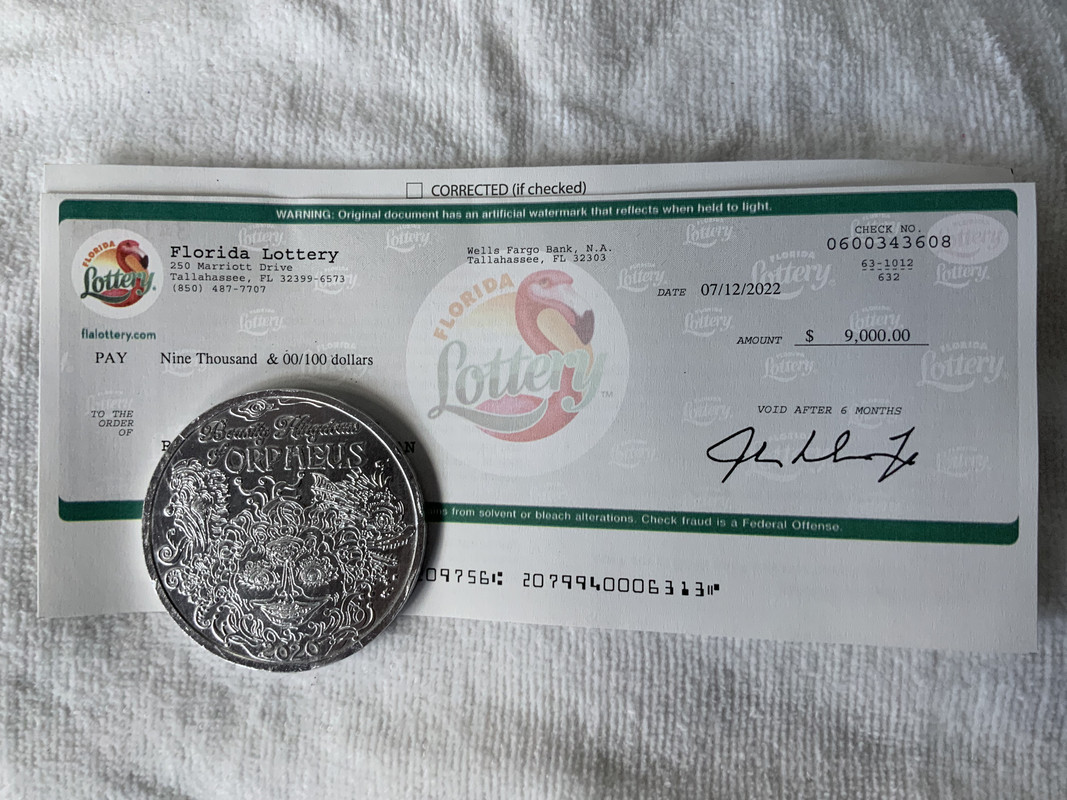 CORRECTED (if checked)
WARNING: Original document has an artificial watermark that reflects when held to light.
FLORIDA
Lottery
flalottery.com
Florida Lottery
250 Marriott Drive
Tallahassee, FL 32399-6573
(850) 487-7707
Wells Fargo Bank, N.A.
Tallahassee, FL 32303
CHECK NO.
0600343608
63-1012
632
DATE 07/12/2022
FLORIDA
Lottery™
AMOUNT $ 9,000.00
PAY Nine Thousand & 00/100 dollars
TO THE
ORDER
OF
VOID AFTER 6 MONTHS
from solvent or bleach alterations. Check fraud is a Federal Offense.
209756⑆ 2079940006313⑈
ORPHEUS
2020